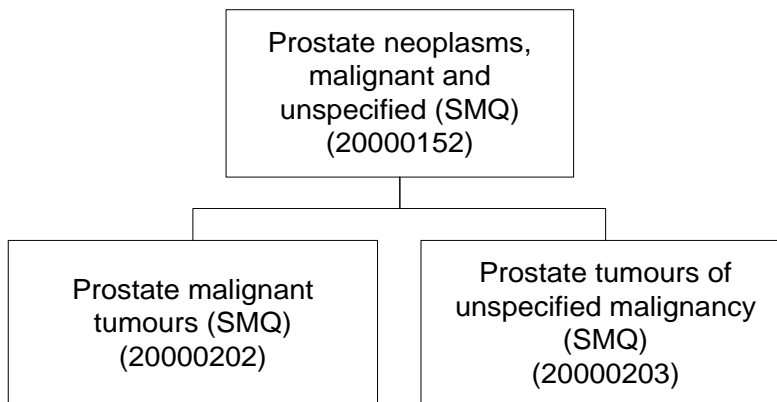 Prostate neoplasms,
malignant and
unspecified (SMQ)
(20000152)
Prostate malignant
tumours (SMQ)
(20000202)
Prostate tumours of
unspecified malignancy
(SMQ)
(20000203)